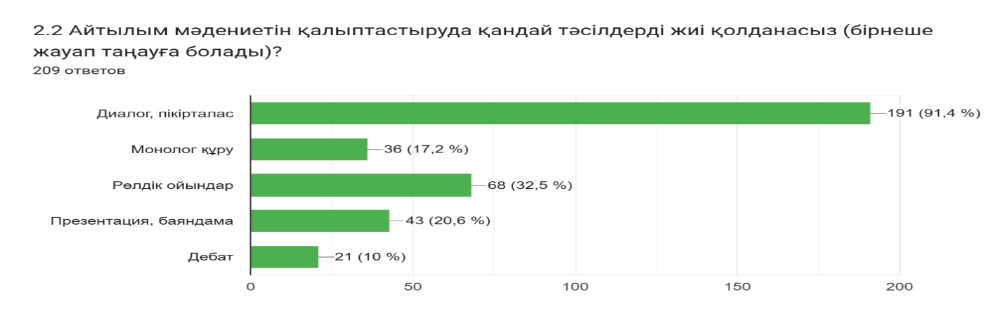 2.2 Айтылым мәдениетін қалыптастыруда қандай тәсілдерді жиі қолданасыз (бірнеше
жауап таңауға болады)?
209 ответов
Диалог, пікірталас
191 (91,4 %)
Монолог құру
36 (17,2 %)
Рөлдік ойындар
68 (32,5 %)
Презентация, баяндама
43 (20,6 %)
Дебат
21 (10 %)
0 50 100 150 200